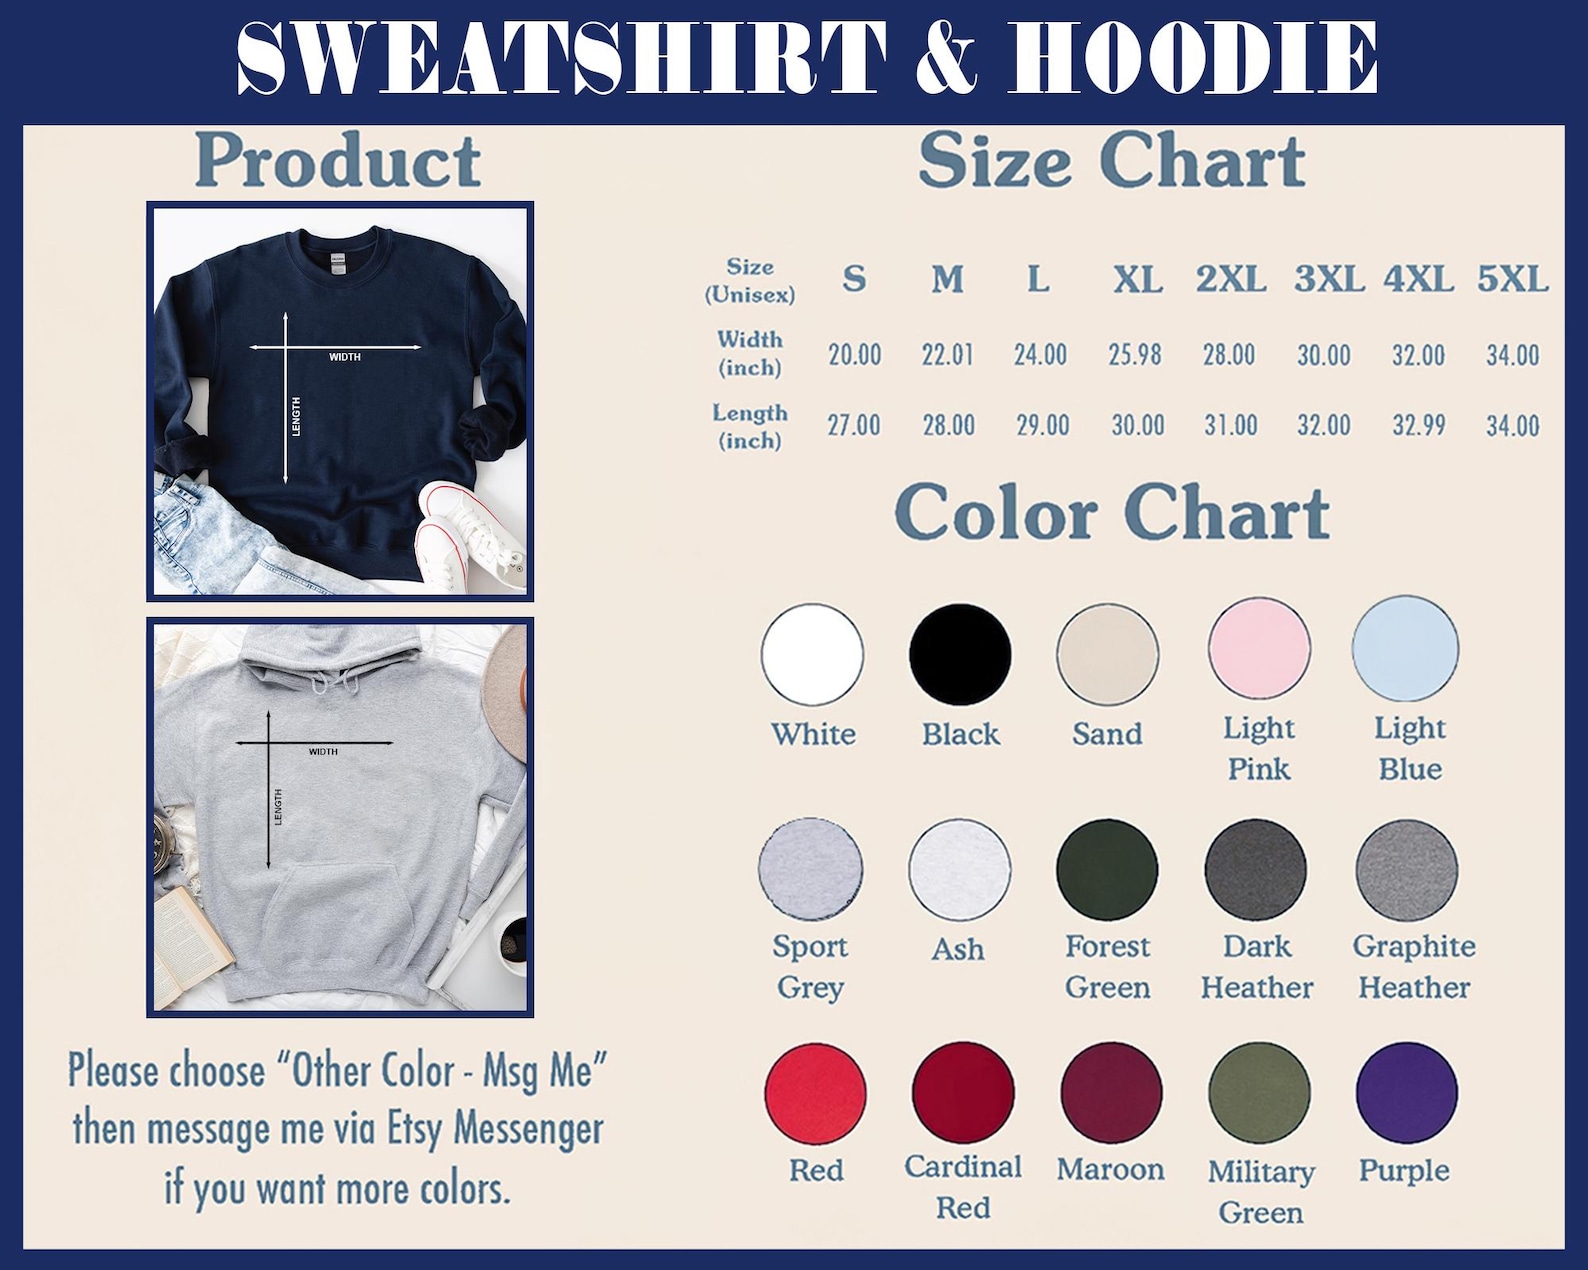 SWEATSHIRT & HOODIE
Product
WIDTH
LENGTH
WIDTH
LENGTH
Please choose “Other Color - Msg Me”
then message me via Etsy Messenger
if you want more colors.
Size Chart
Size (Unisex) S M L XL 2XL 3XL 4XL 5XL
Width (inch) 20.00 22.01 24.00 25.98 28.00 30.00 32.00 34.00
Length (inch) 27.00 28.00 29.00 30.00 31.00 32.00 32.99 34.00
Color Chart
White Black Sand Light Pink Light Blue
Sport Grey Ash Forest Green Dark Heather Graphite Heather
Red Cardinal Red Maroon Military Green Purple